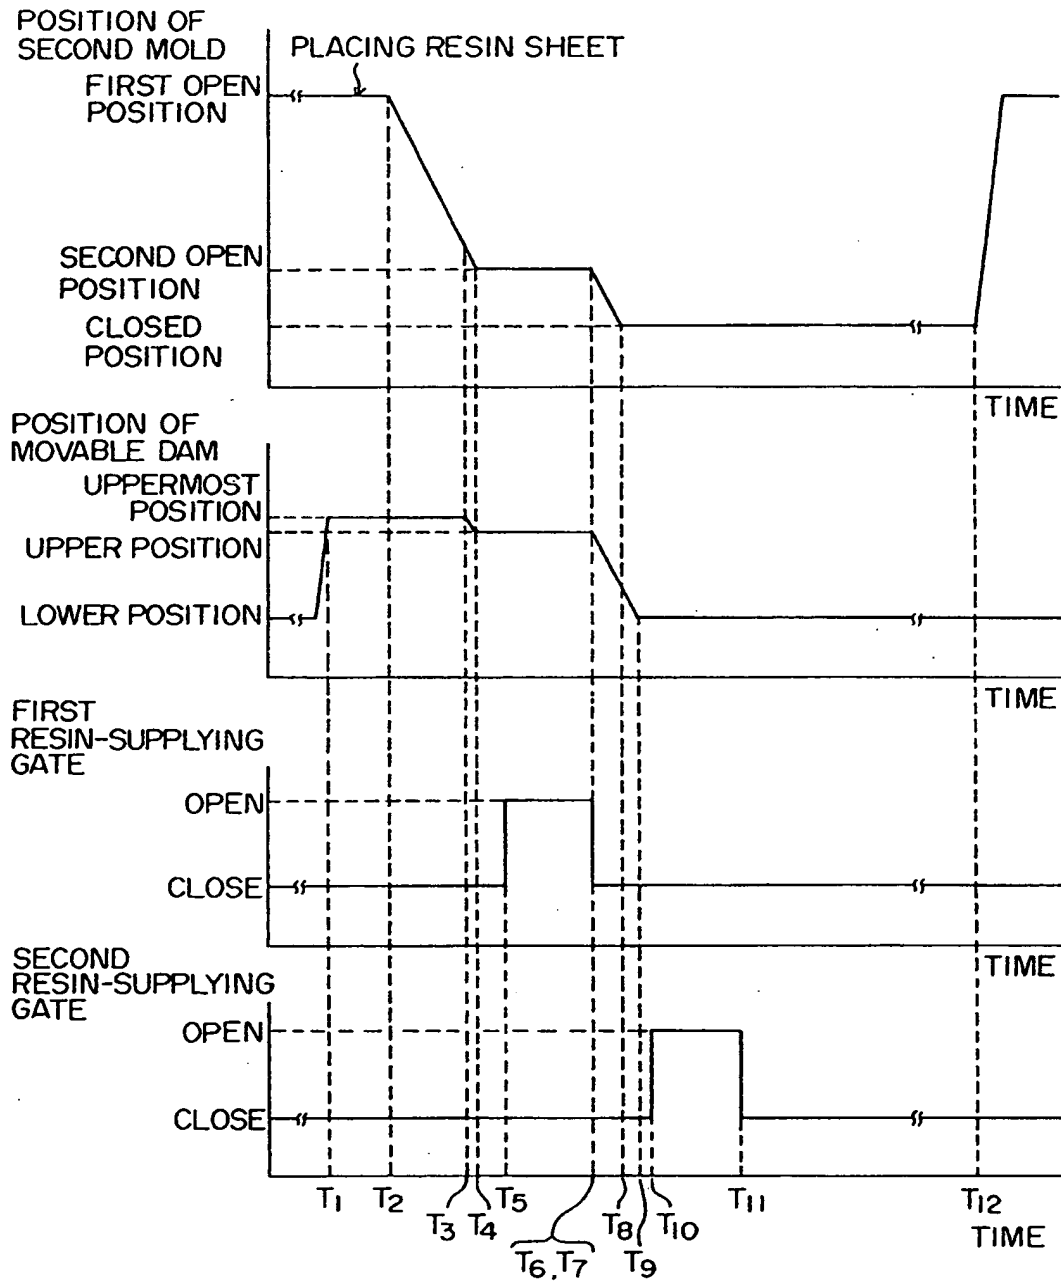 POSITION OF
SECOND MOLD
PLACING RESIN SHEET
FIRST OPEN
POSITION
SECOND OPEN
POSITION
CLOSED
POSITION
TIME
POSITION OF
MOVABLE DAM
UPPERMOST
POSITION
UPPER POSITION
LOWER POSITION
TIME
FIRST
RESIN-SUPPLYING
GATE
OPEN
CLOSE
TIME
SECOND
RESIN-SUPPLYING
GATE
OPEN
CLOSE
T1 T2 T5 T11 T12
T3 T4 T8 T10
TIME
T6, T7 T9